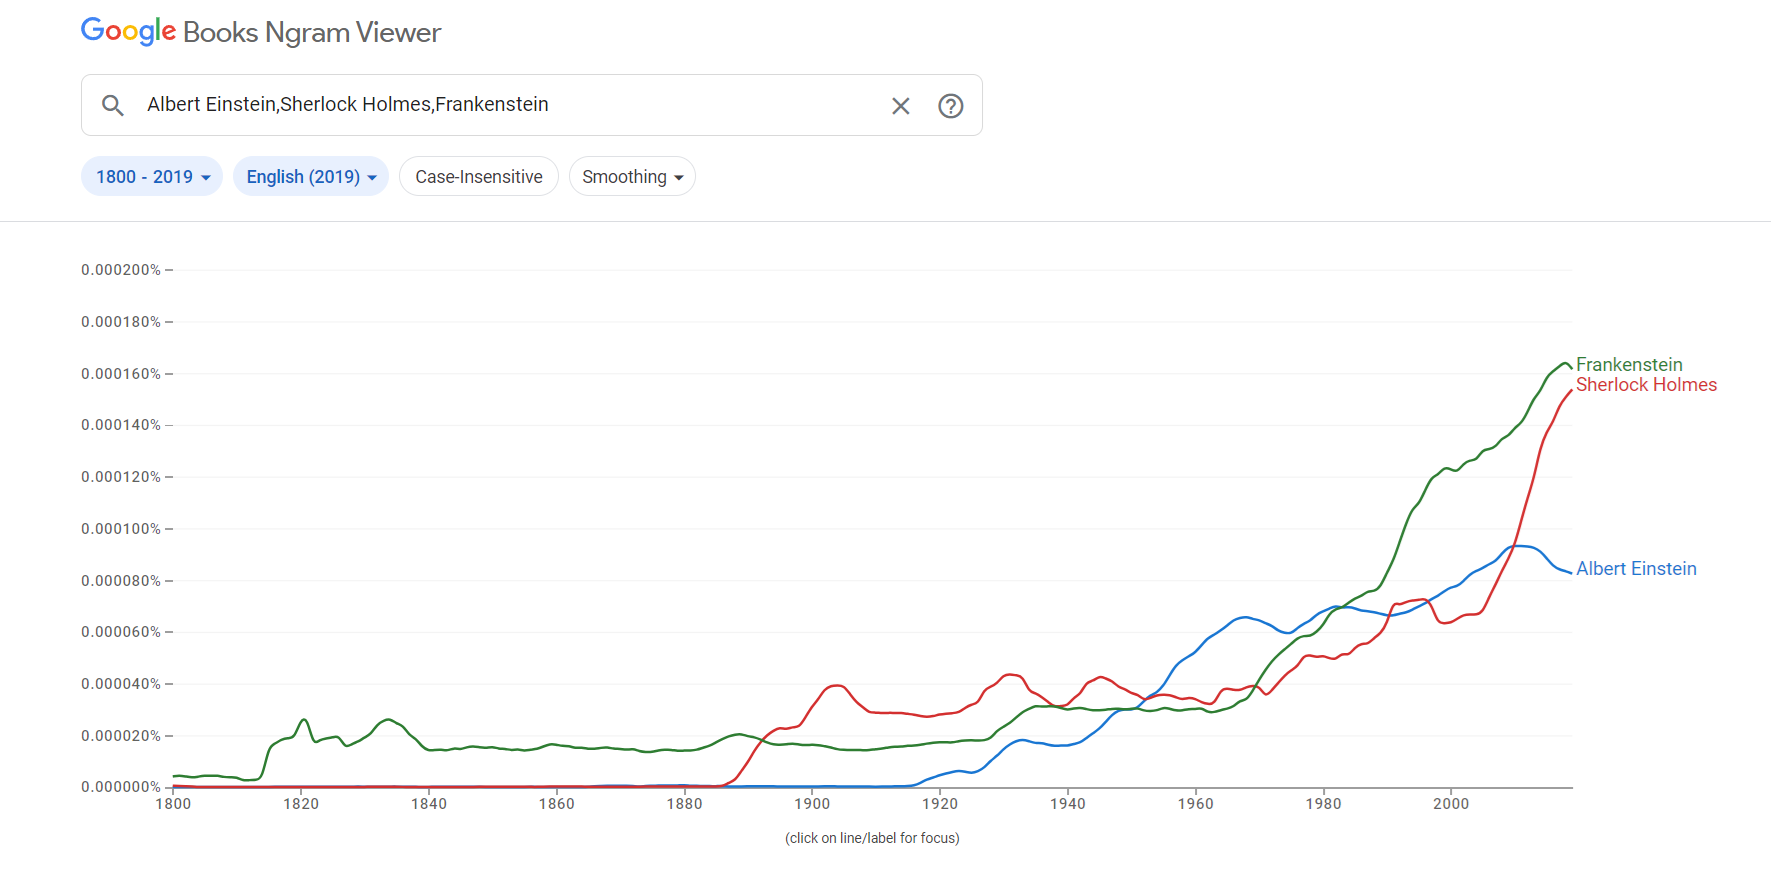 Google Books Ngram Viewer
Albert Einstein,Sherlock Holmes,Frankenstein
1800 - 2019 English (2019) Case-Insensitive Smoothing
0.000200%
0.000180%
0.000160%
Frankenstein
Sherlock Holmes
0.000140%
0.000120%
0.000100%
0.000080%
Albert Einstein
0.000060%
0.000040%
0.000020%
0.000000%
1800 1820 1840 1860 1880 1900 1920 1940 1960 1980 2000
(click on line/label for focus)